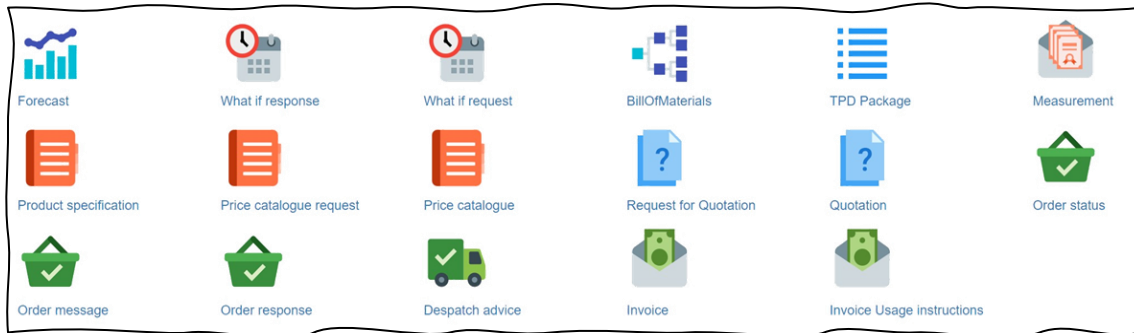 Forecast
What if response
What if request
BillOfMaterials
TPD Package
Measurement
?
?
Product specification
Price catalogue request
Price catalogue
Request for Quotation
Quotation
Order status
Order message
Order response
Despatch advice
Invoice
Invoice Usage instructions